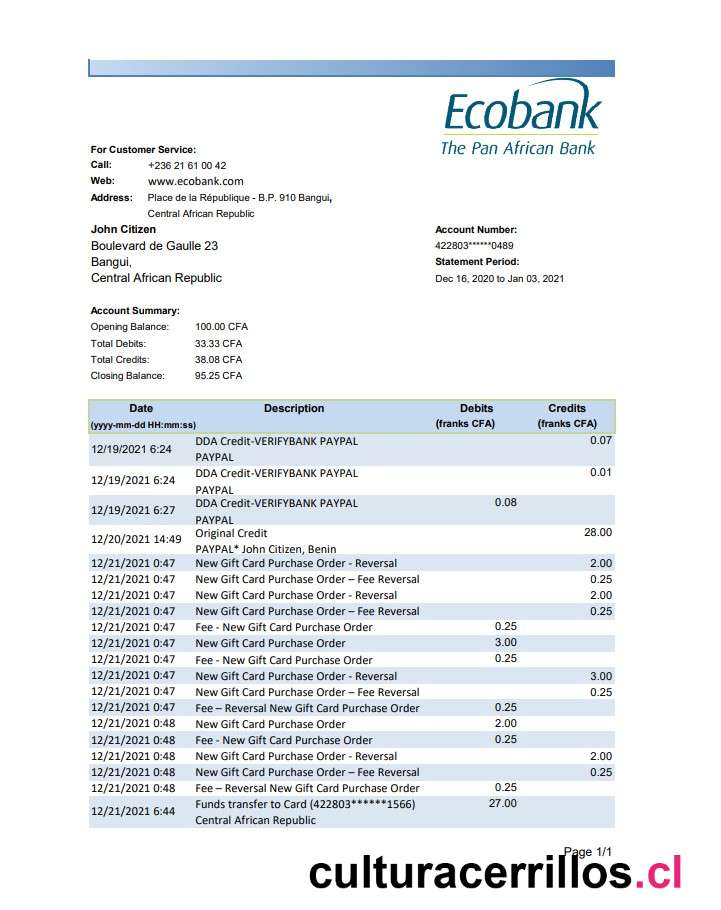 Ecobank
The Pan African Bank
For Customer Service:
Call: +236 21 61 00 42
Web: www.ecobank.com
Address: Place de la République - B.P. 910 Bangui,
Central African Republic
John Citizen
Boulevard de Gaulle 23
Bangui,
Central African Republic
Account Number:
422803******0489
Statement Period:
Dec 16, 2020 to Jan 03, 2021
Account Summary:
Opening Balance: 100.00 CFA
Total Debits: 33.33 CFA
Total Credits: 38.08 CFA
Closing Balance: 95.25 CFA
Date Description Debits Credits
(yyyy-mm-dd HH:mm:ss) (franks CFA) (franks CFA)
12/19/2021 6:24 DDA Credit-VERIFYBANK PAYPAL 0.07
PAYPAL
12/19/2021 6:24 DDA Credit-VERIFYBANK PAYPAL 0.01
PAYPAL
12/19/2021 6:27 DDA Credit-VERIFYBANK PAYPAL 0.08
PAYPAL
12/20/2021 14:49 Original Credit 28.00
PAYPAL* John Citizen, Benin
12/21/2021 0:47 New Gift Card Purchase Order - Reversal 2.00
12/21/2021 0:47 New Gift Card Purchase Order – Fee Reversal 0.25
12/21/2021 0:47 New Gift Card Purchase Order - Reversal 2.00
12/21/2021 0:47 New Gift Card Purchase Order – Fee Reversal 0.25
12/21/2021 0:47 Fee - New Gift Card Purchase Order 0.25
12/21/2021 0:47 New Gift Card Purchase Order 3.00
12/21/2021 0:47 Fee - New Gift Card Purchase Order 0.25
12/21/2021 0:47 New Gift Card Purchase Order - Reversal 3.00
12/21/2021 0:47 New Gift Card Purchase Order – Fee Reversal 0.25
12/21/2021 0:47 Fee – Reversal New Gift Card Purchase Order 0.25
12/21/2021 0:48 New Gift Card Purchase Order 2.00
12/21/2021 0:48 Fee - New Gift Card Purchase Order 0.25
12/21/2021 0:48 New Gift Card Purchase Order - Reversal 2.00
12/21/2021 0:48 New Gift Card Purchase Order – Fee Reversal 0.25
12/21/2021 0:48 Fee – Reversal New Gift Card Purchase Order 0.25
12/21/2021 6:44 Funds transfer to Card (422803******1566) 27.00
Central African Republic
Page 1/1
culturacerrillos.cl